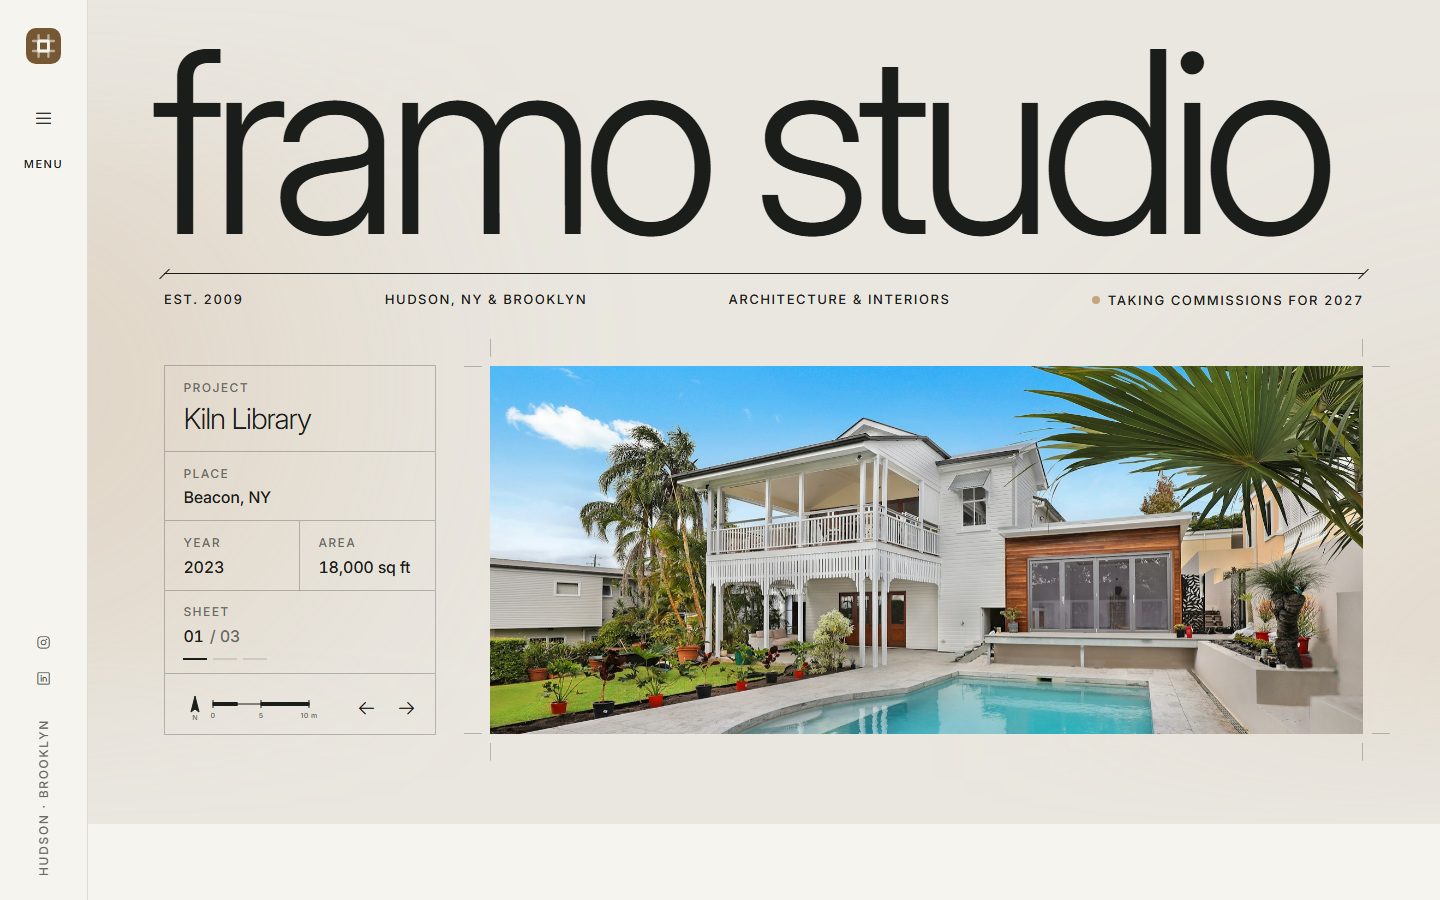 MENU
HUDSON · BROOKLYN
framo studio
EST. 2009
HUDSON, NY & BROOKLYN
ARCHITECTURE & INTERIORS
TAKING COMMISSIONS FOR 2027
PROJECT
Kiln Library
PLACE
Beacon, NY
YEAR
2023
AREA
18,000 sq ft
SHEET
01 / 03
N
0 5 10 m